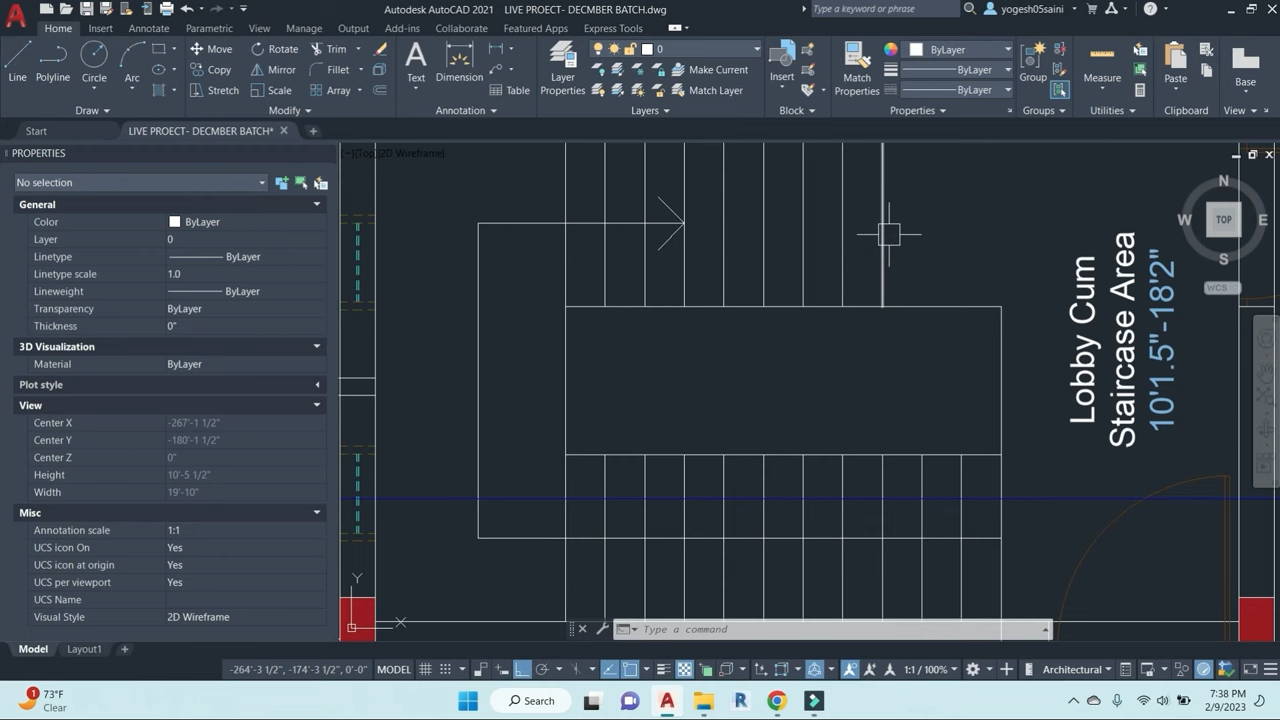 Autodesk AutoCAD 2021 LIVE PROECT- DECMBER BATCH.dwg
Type a keyword or phrase
yogesh05saini
Home Insert Annotate Parametric View Manage Output Add-ins Collaborate Express Tools Featured Apps
Move Rotate Trim
0
ByLayer
Line Polyline Circle Arc
Copy Mirror Fillet
Text Dimension
Layer Properties
Make Current
Insert
Match Properties
ByLayer
Group Measure Paste Base
Stretch Scale Array
Table
Match Layer
ByLayer
Draw Modify Annotation Layers Block Properties Groups Utilities Clipboard View
Start LIVE PROECT- DECMBER BATCH*
PROPERTIES
No selection
General
Color ByLayer
Layer 0
Linetype ByLayer
Linetype scale 1.0
Lineweight ByLayer
Transparency ByLayer
Thickness 0"
3D Visualization
Material ByLayer
Plot style
View
Center X -267'-1 1/2"
Center Y -180'-1 1/2"
Center Z 0"
Height 10'-5 1/2"
Width 19'-10"
Misc
Annotation scale 1:1
UCS icon On Yes
UCS icon at origin Yes
UCS per viewport Yes
UCS Name
Visual Style 2D Wireframe
[−][Top][2D Wireframe]
N
W TOP E
S
WCS
Lobby Cum
Staircase Area
10'1.5"-18'2"
Y
X
Type a command
Model Layout1
-264'-3 1/2", -174'-3 1/2", 0'-0" MODEL 1:1 / 100% Architectural
1
73°F
Clear
Search
7:38 PM
2/9/2023